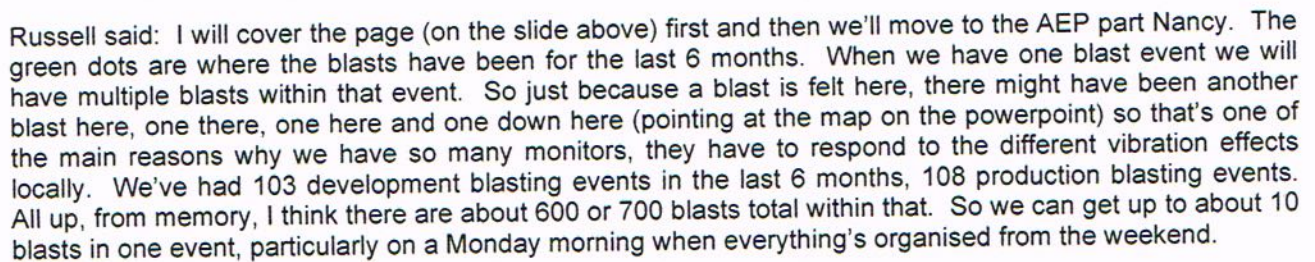 Russell said:  I will cover the page (on the slide above) first and then we'll move to the AEP part Nancy.  The
green dots are where the blasts have been for the last 6 months.  When we have one blast event we will
have multiple blasts within that event.  So just because a blast is felt here, there might have been another
blast here, one there, one here and one down here (pointing at the map on the powerpoint) so that's one of
the main reasons why we have so many monitors, they have to respond to the different vibration effects
locally.  We've had 103 development blasting events in the last 6 months, 108 production blasting events.
All up, from memory, I think there are about 600 or 700 blasts total within that.  So we can get up to about 10
blasts in one event, particularly on a Monday morning when everything's organised from the weekend.